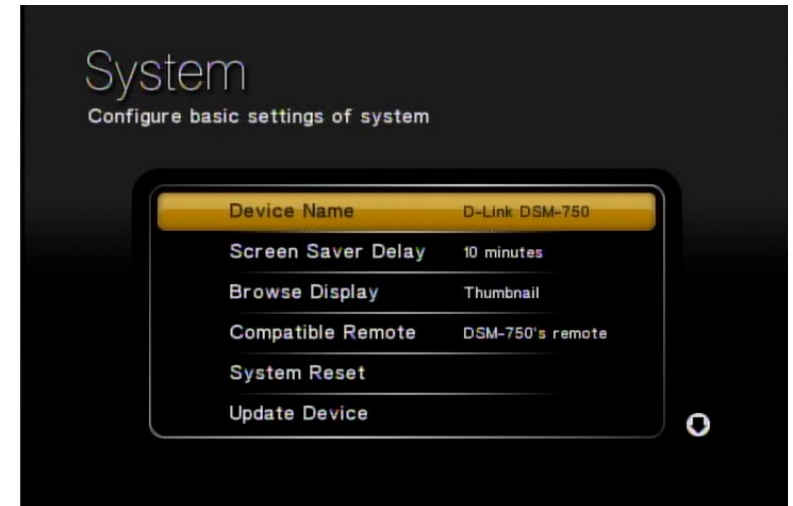 System
Configure basic settings of system
Device Name D-Link DSM-750
Screen Saver Delay 10 minutes
Browse Display Thumbnail
Compatible Remote DSM-750's remote
System Reset
Update Device